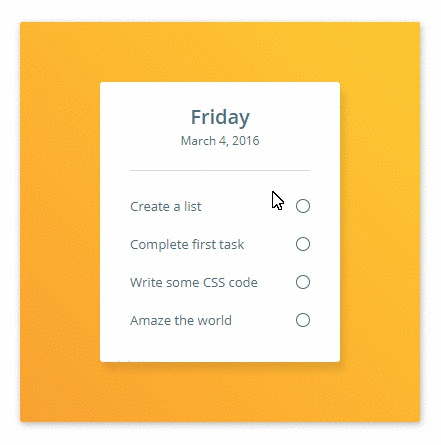 Friday
March 4, 2016
Create a list
Complete first task
Write some CSS code
Amaze the world